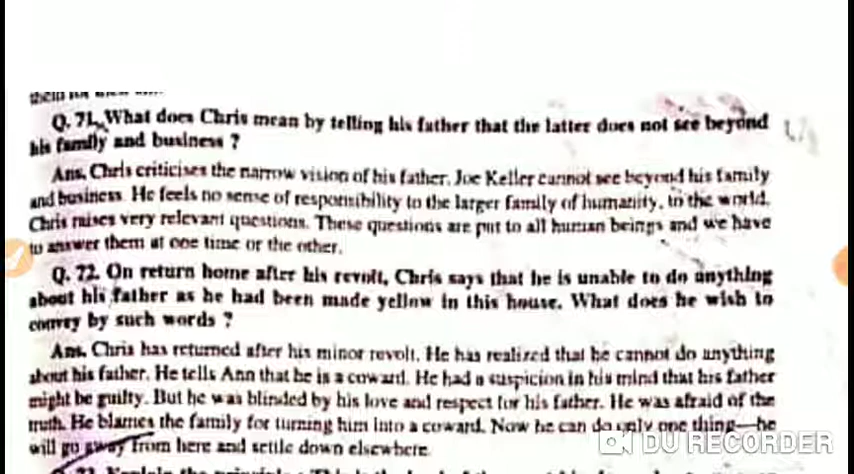 Q. 71. What does Chris mean by telling his father that the latter does not see beyond
his family and business ?
Ans. Chris criticises the narrow vision of his father. Joe Keller cannot see beyond his family
and business. He feels no sense of responsibility to the larger family of humanity, to the world.
Chris raises very relevant questions. These questions are put to all human beings and we have
to answer them at one time or the other.
Q. 72. On return home after his revolt, Chris says that he is unable to do anything
about his father as he had been made yellow in this house. What does he wish to
convey by such words ?
Ans. Chris has returned after his minor revolt. He has realized that he cannot do anything
about his father. He tells Ann that he is a coward. He had a suspicion in his mind that his father
might be guilty. But he was blinded by his love and respect for his father. He was afraid of the
truth. He blames the family for turning him into a coward. Now he can do only one thing—he
will go away from here and settle down elsewhere.
DU RECORDER